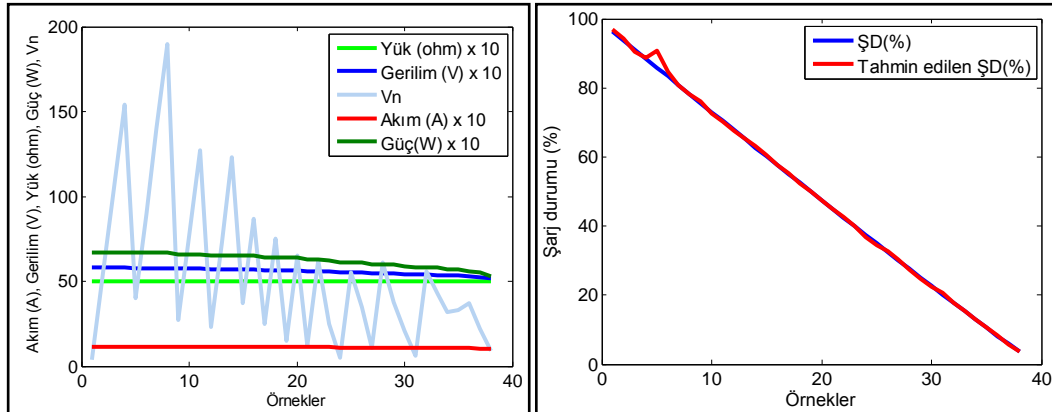 Akım (A), Gerilim (V), Yük (ohm), Güç (W), Vn
200
150
100
50
0
0
10
20
30
40
Örnekler
Yük (ohm) x 10
Gerilim (V) x 10
Vn
Akım (A) x 10
Güç(W) x 10
Şarj durumu (%)
100
80
60
40
20
0
0
10
20
30
40
Örnekler
ŞD(%)
Tahmin edilen ŞD(%)